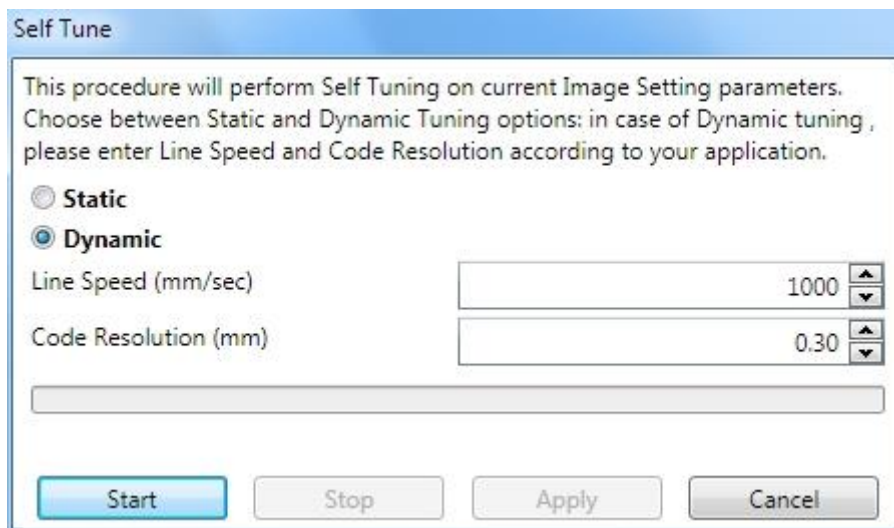 Self Tune
This procedure will perform Self Tuning on current Image Setting parameters.
Choose between Static and Dynamic Tuning options: in case of Dynamic tuning ,
please enter Line Speed and Code Resolution according to your application.
Static
Dynamic
Line Speed (mm/sec) 1000
Code Resolution (mm) 0.30
Start Stop Apply Cancel